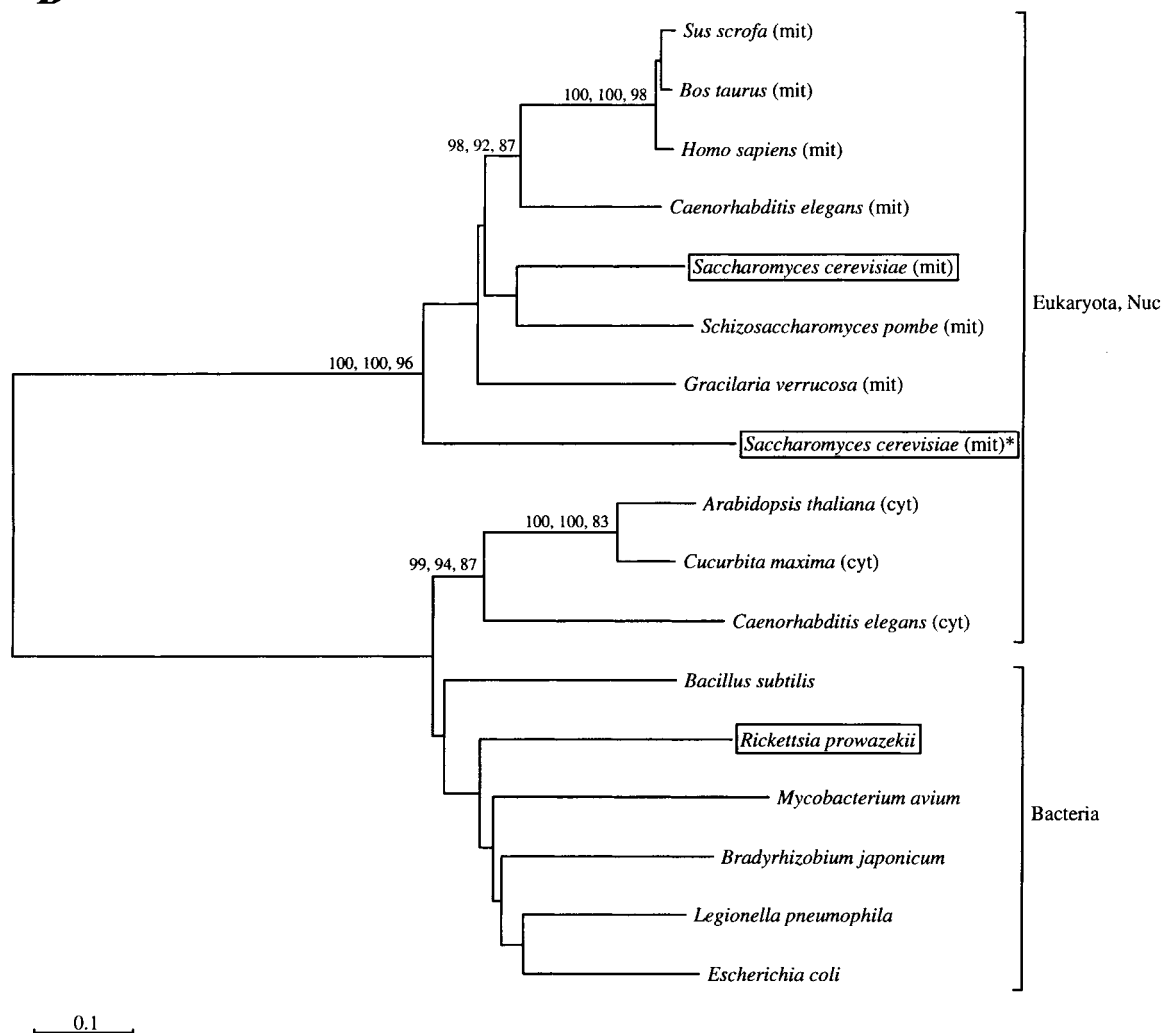 Sus scrofa (mit)
100, 100, 98
Bos taurus (mit)
98, 92, 87
Homo sapiens (mit)
Caenorhabditis elegans (mit)
Saccharomyces cerevisiae (mit)
Eukaryota, Nuc
Schizosaccharomyces pombe (mit)
100, 100, 96
Gracilaria verrucosa (mit)
Saccharomyces cerevisiae (mit)*
Arabidopsis thaliana (cyt)
100, 100, 83
Cucurbita maxima (cyt)
99, 94, 87
Caenorhabditis elegans (cyt)
Bacillus subtilis
Rickettsia prowazekii
Mycobacterium avium
Bacteria
Bradyrhizobium japonicum
Legionella pneumophila
Escherichia coli
0.1